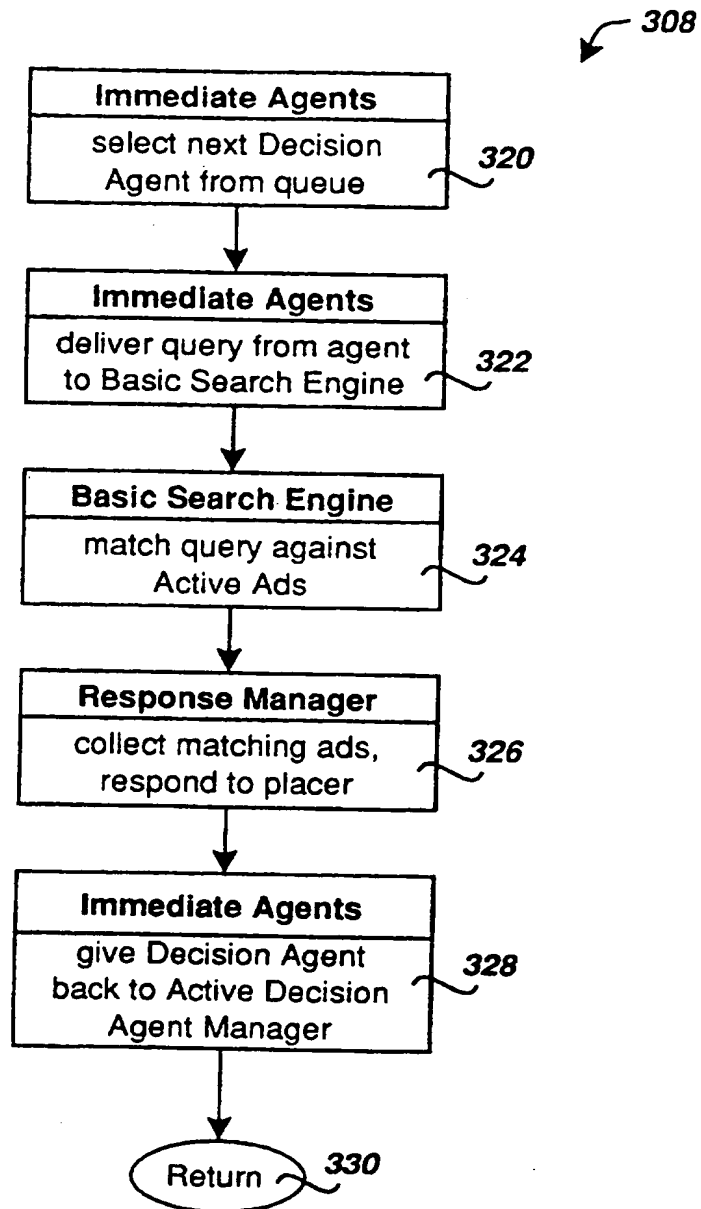 308
Immediate Agents
select next Decision
Agent from queue
320
Immediate Agents
deliver query from agent
to Basic Search Engine
322
Basic Search Engine
match query against
Active Ads
324
Response Manager
collect matching ads,
respond to placer
326
Immediate Agents
give Decision Agent
back to Active Decision
Agent Manager
328
Return
330